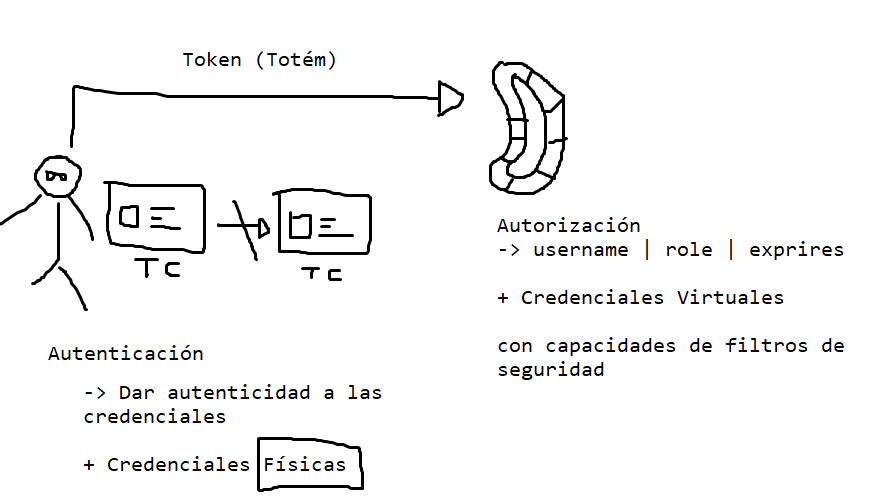 Token (Totém)
TC
TC
Autenticación
-> Dar autenticidad a las
credenciales
+ Credenciales Físicas
Autorización
-> username | role | exprires
+ Credenciales Virtuales
con capacidades de filtros de
seguridad